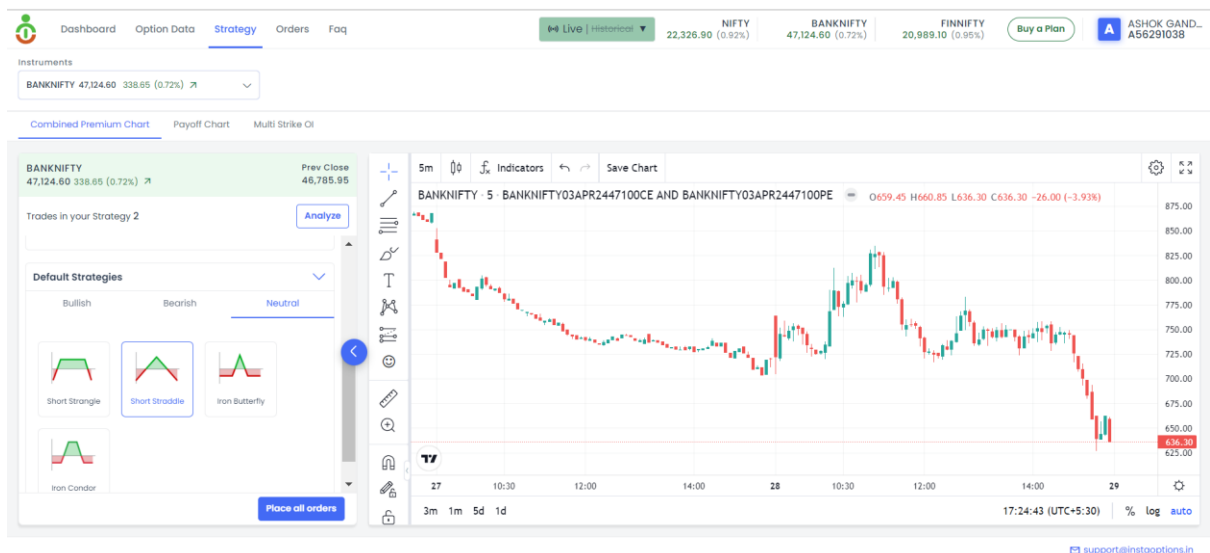 Dashboard Option Data Strategy Orders Faq
Live | Historical ▼
NIFTY
22,326.90 (0.92%)
BANKNIFTY
47,124.60 (0.72%)
FINNIFTY
20,989.10 (0.95%)
Buy a Plan
A
ASHOK GAND...
A56291038
Instruments
BANKNIFTY 47,124.60 338.65 (0.72%)
Combined Premium Chart Payoff Chart Multi Strike OI
BANKNIFTY Prev Close
47,124.60 338.65 (0.72%) 46,785.95
Trades in your Strategy 2 Analyze
Default Strategies
Bullish Bearish Neutral
Short Strangle Short Straddle Iron Butterfly
Iron Condor
Place all orders
5m Indicators Save Chart
BANKNIFTY · 5 · BANKNIFTY03APR2447100CE AND BANKNIFTY03APR2447100PE O659.45 H660.85 L636.30 C636.30 -26.00 (-3.93%)
875.00
850.00
825.00
800.00
775.00
750.00
725.00
700.00
675.00
650.00
636.30
625.00
27 10:30 12:00 14:00 28 10:30 12:00 14:00 29
3m 1m 5d 1d 17:24:43 (UTC+5:30) % log auto
support@instaoptions.in